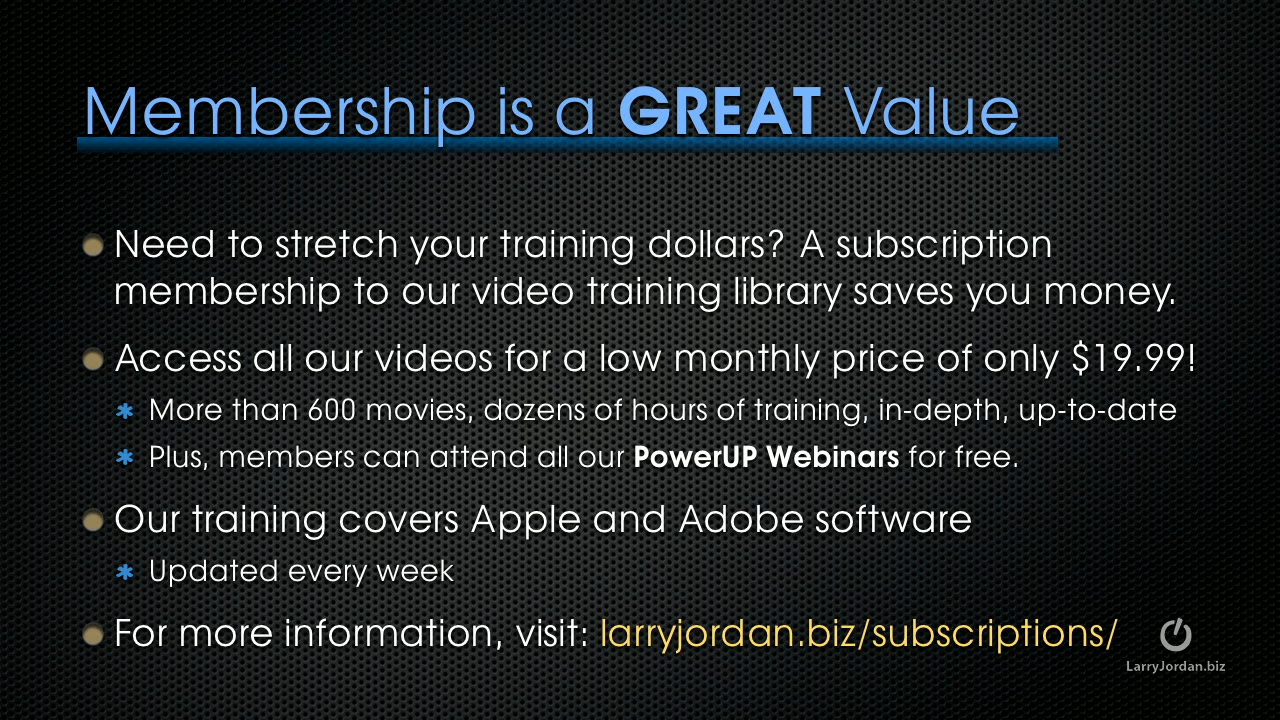 Membership is a GREAT Value
Need to stretch your training dollars? A subscription
membership to our video training library saves you money.
Access all our videos for a low monthly price of only $19.99!
More than 600 movies, dozens of hours of training, in-depth, up-to-date
Plus, members can attend all our PowerUP Webinars for free.
Our training covers Apple and Adobe software
Updated every week
For more information, visit: larryjordan.biz/subscriptions/
LarryJordan.biz